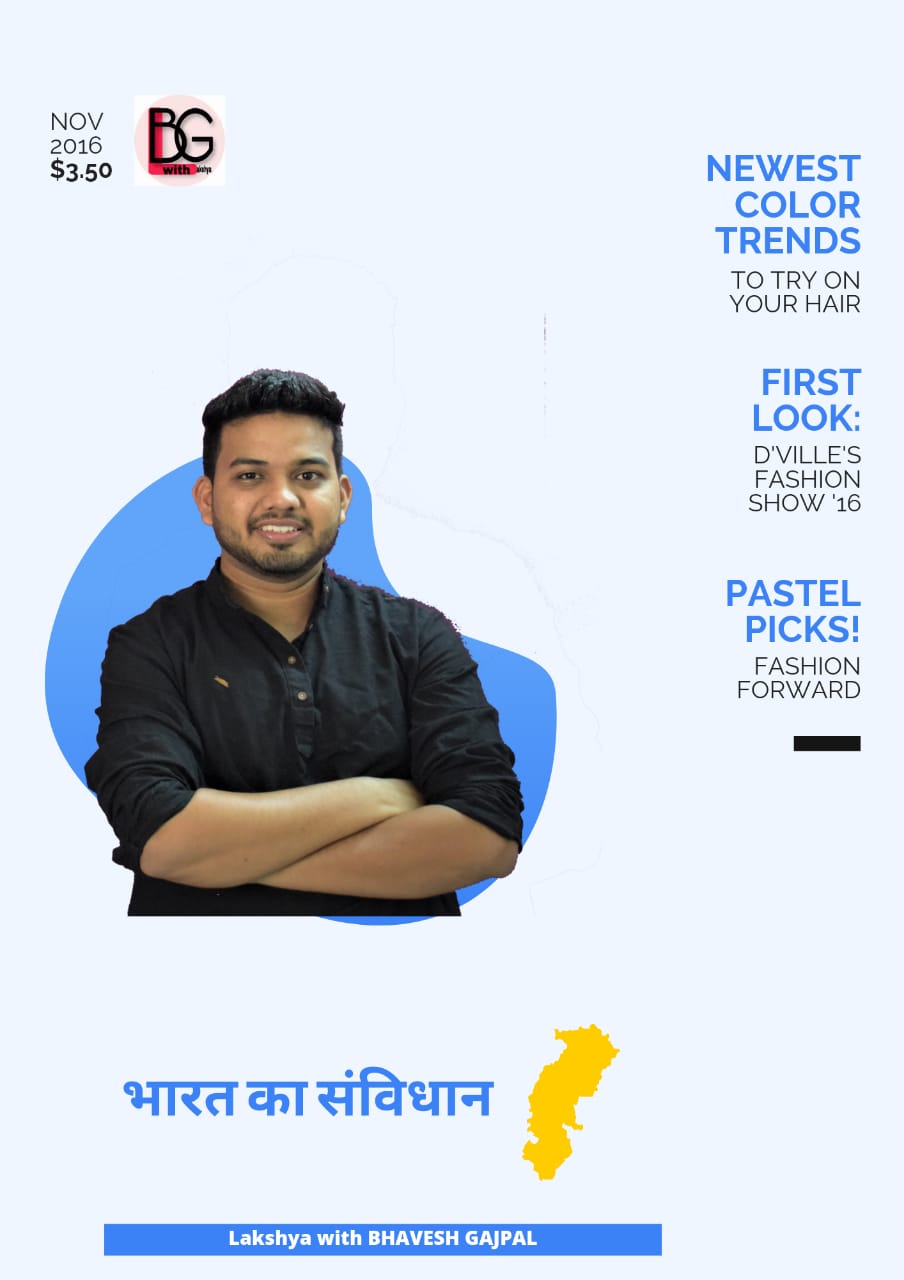 NOV
2016
$3.50
BG
with Lakshya
NEWEST
COLOR
TRENDS
TO TRY ON
YOUR HAIR
FIRST
LOOK:
D'VILLE'S
FASHION
SHOW '16
PASTEL
PICKS!
FASHION
FORWARD
भारत का संविधान
Lakshya with BHAVESH GAJPAL